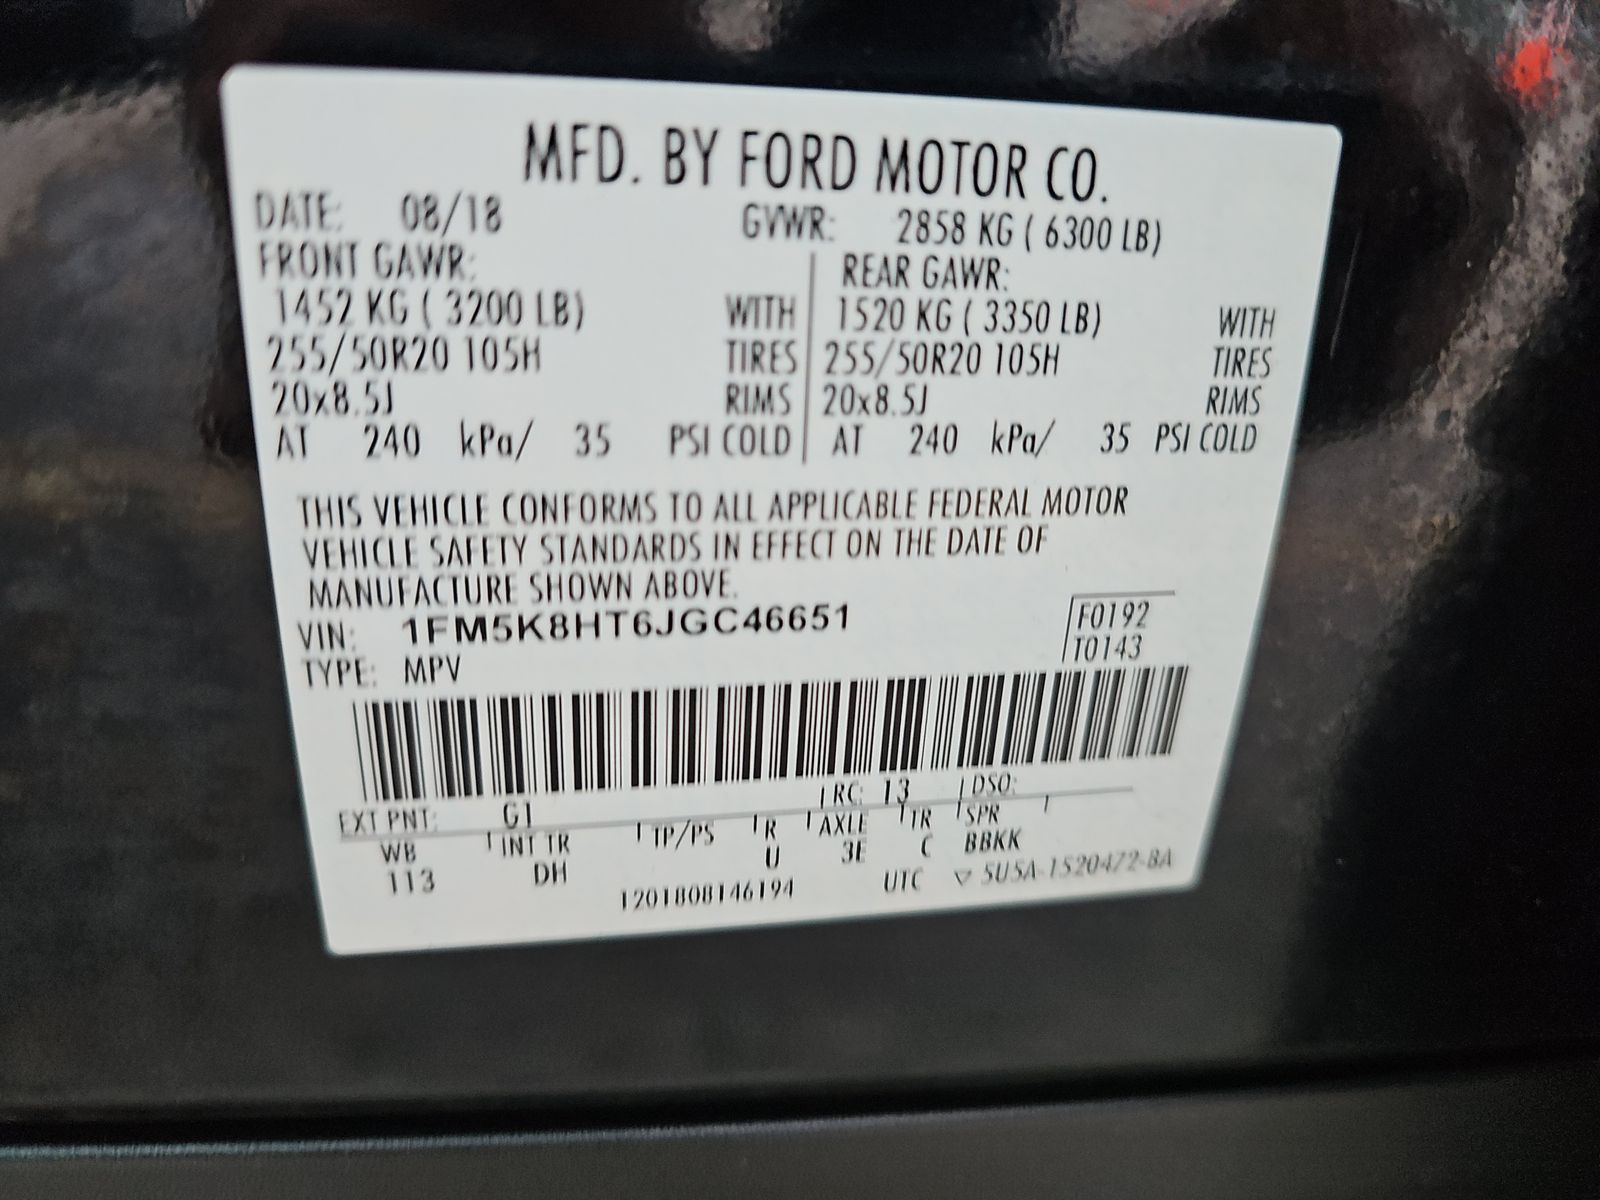 MFD. BY FORD MOTOR CO.
DATE: 08/18 GVWR: 2858 KG ( 6300 LB)
FRONT GAWR: REAR GAWR:
1452 KG ( 3200 LB) WITH 1520 KG ( 3350 LB) WITH
255/50R20 105H TIRES 255/50R20 105H TIRES
20x8.5J RIMS 20x8.5J RIMS
AT 240 kPa/ 35 PSI COLD AT 240 kPa/ 35 PSI COLD
THIS VEHICLE CONFORMS TO ALL APPLICABLE FEDERAL MOTOR
VEHICLE SAFETY STANDARDS IN EFFECT ON THE DATE OF
MANUFACTURE SHOWN ABOVE.
VIN: 1FM5K8HT6JGC46651 F0192
TYPE: MPV T0143
EXT PNT: G1 RC: 13 DSO:
WB INT TR TP/PS R AXLE TR SPR
113 DH U 3E C BBKK
1201808146194 UTC ▽ 5U5A-1520472-BA